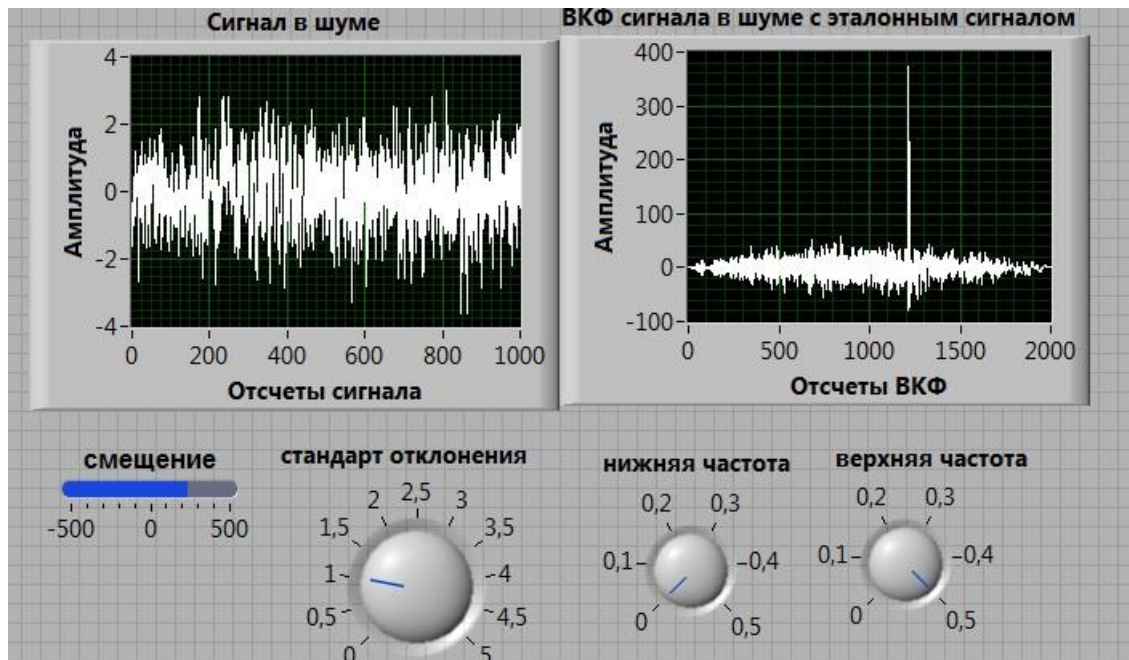 Сигнал в шуме
ВКФ сигнала в шуме с эталонным сигналом
Амплитуда
4
2
0
-2
-4
0 200 400 600 800 1000
Отсчеты сигнала
Амплитуда
400
300
200
100
0
-100
0 500 1000 1500 2000
Отсчеты ВКФ
смещение
-500 0 500
стандарт отклонения
0 0,5 1 1,5 2 2,5 3 3,5 4 4,5 5
нижняя частота
0 0,1 0,2 0,3 0,4 0,5
верхняя частота
0 0,1 0,2 0,3 0,4 0,5